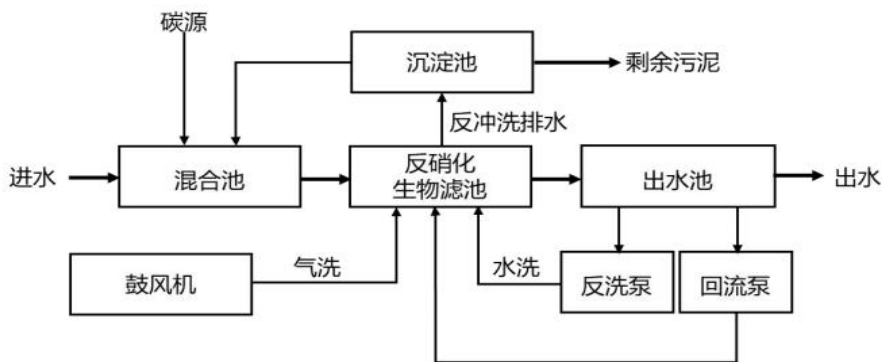 碳源
沉淀池
剩余污泥
反冲洗排水
进水
混合池
反硝化
生物滤池
出水池
出水
鼓风机
气洗
水洗
反洗泵
回流泵